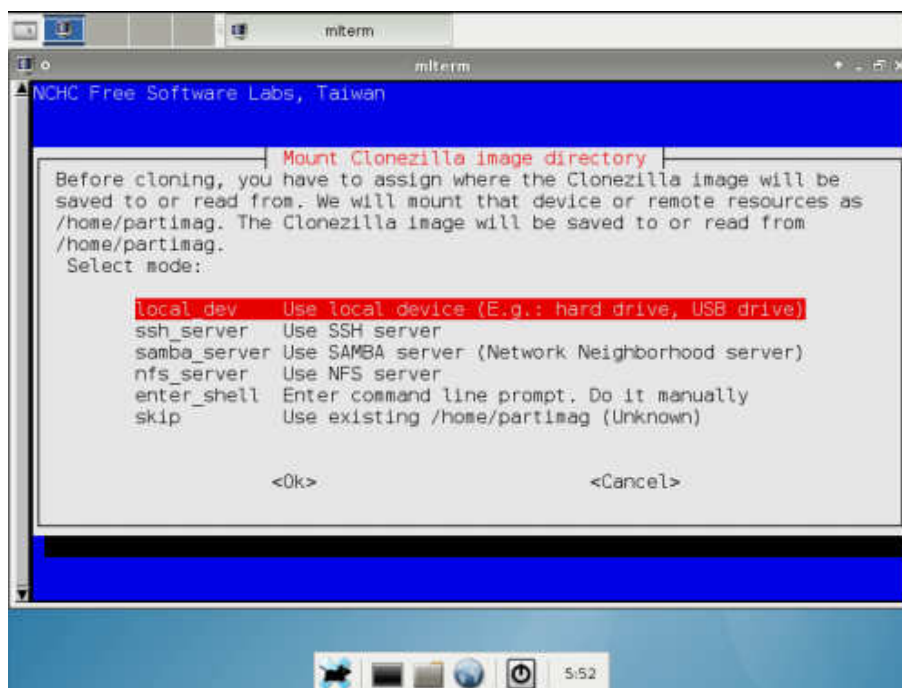 mlterm
mlterm
NCHC Free Software Labs, Taiwan
Mount Clonezilla image directory
Before cloning, you have to assign where the Clonezilla image will be
saved to or read from. We will mount that device or remote resources as
/home/partimag. The Clonezilla image will be saved to or read from
/home/partimag.
Select mode:
local_dev Use local device (E.g.: hard drive, USB drive)
ssh_server Use SSH server
samba_server Use SAMBA server (Network Neighborhood server)
nfs_server Use NFS server
enter_shell Enter command line prompt. Do it manually
skip Use existing /home/partimag (Unknown)
<Ok> <Cancel>
5:52